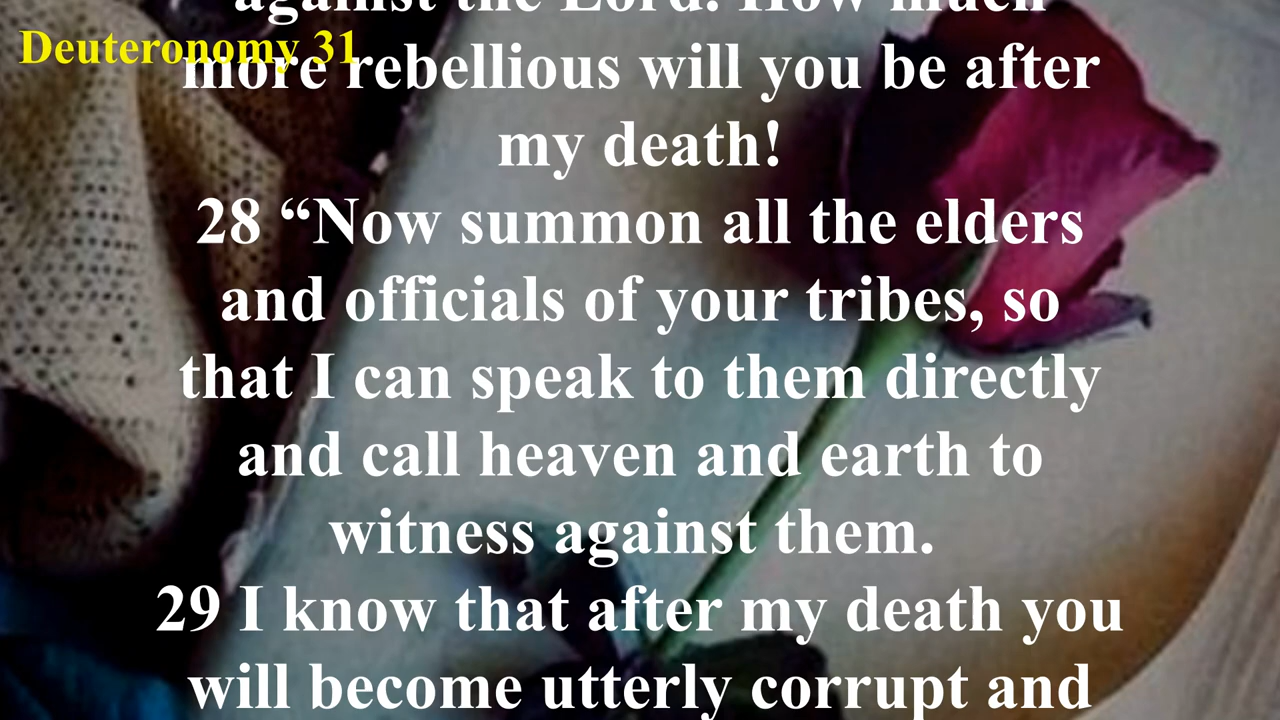 against the Lord. How much
Deuteronomy 31
more rebellious will you be after
my death!
28 “Now summon all the elders
and officials of your tribes, so
that I can speak to them directly
and call heaven and earth to
witness against them.
29 I know that after my death you
will become utterly corrupt and